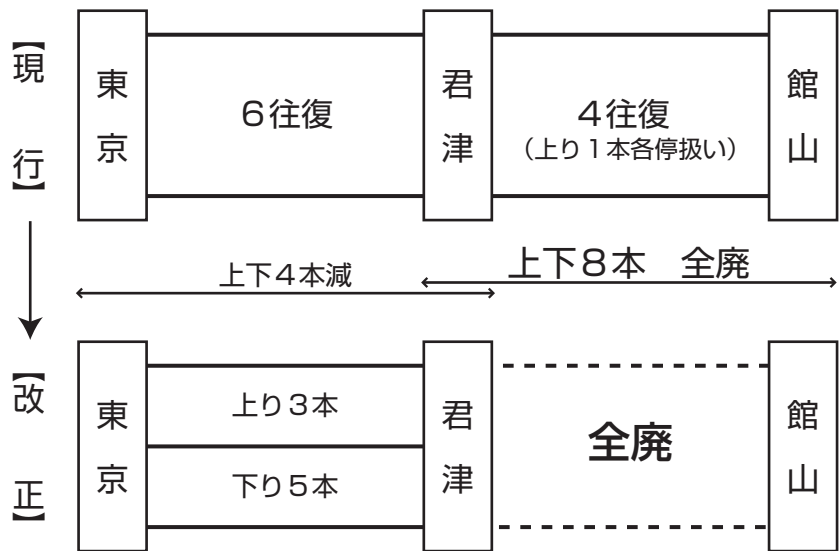 【現行】
東京
6往復
君津
4往復
（上り１本各停扱い）
館山
上下４本減
上下８本　全廃
【改正】
東京
上り３本
下り５本
君津
全廃
館山